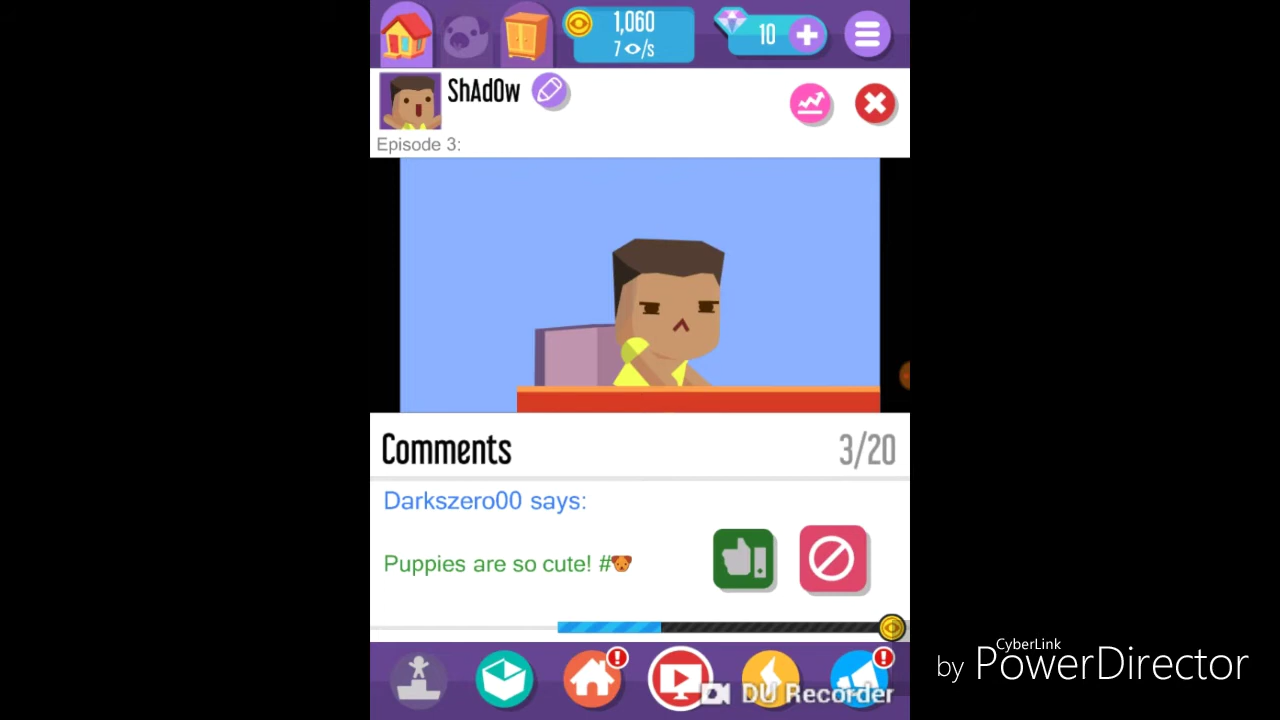 1,060
7 /s
10
ShAd0w
Episode 3:
Comments
3/20
Darkszero00 says:
Puppies are so cute! #🐶
!
!
DU Recorder
CyberLink
by PowerDirector